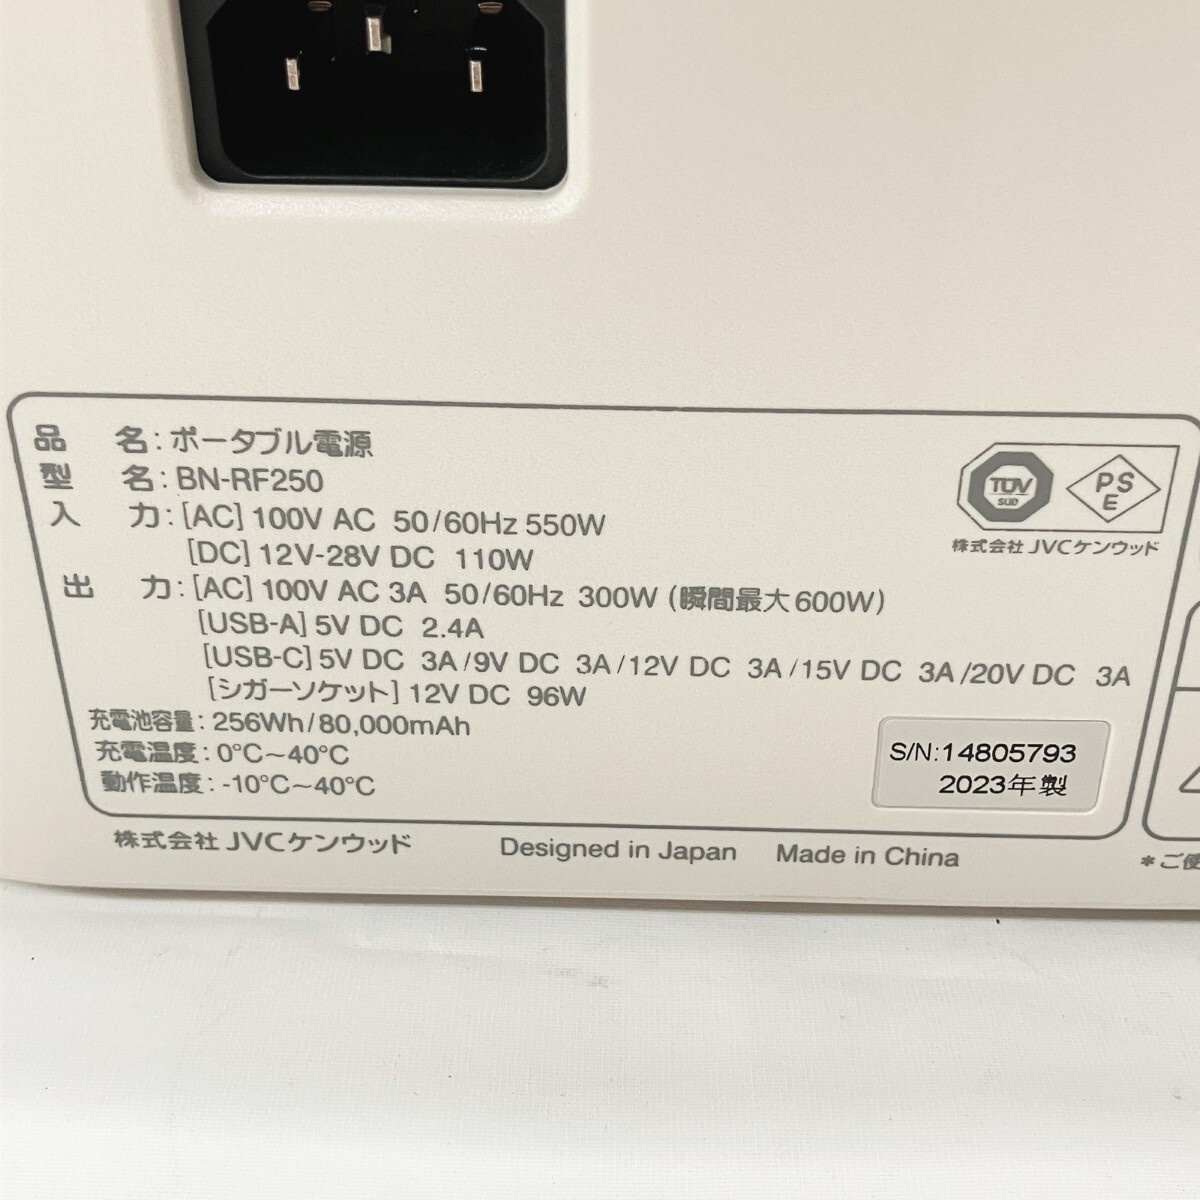 品 名:ポータブル電源
型 名:BN-RF250
入 力:[AC] 100V AC 50/60Hz 550W
[DC] 12V-28V DC 110W
出 力:[AC] 100V AC 3A 50/60Hz 300W (瞬間最大600W)
[USB-A] 5V DC 2.4A
[USB-C] 5V DC 3A/9V DC 3A/12V DC 3A/15V DC 3A/20V DC 3A
[シガーソケット] 12V DC 96W
充電池容量:256Wh/80,000mAh
充電温度:0°C~40°C
動作温度:-10°C~40°C
TÜV
SÜD
PS
E
株式会社 JVCケンウッド
S/N:14805793
2023年製
株式会社 JVCケンウッド Designed in Japan Made in China
*ご使